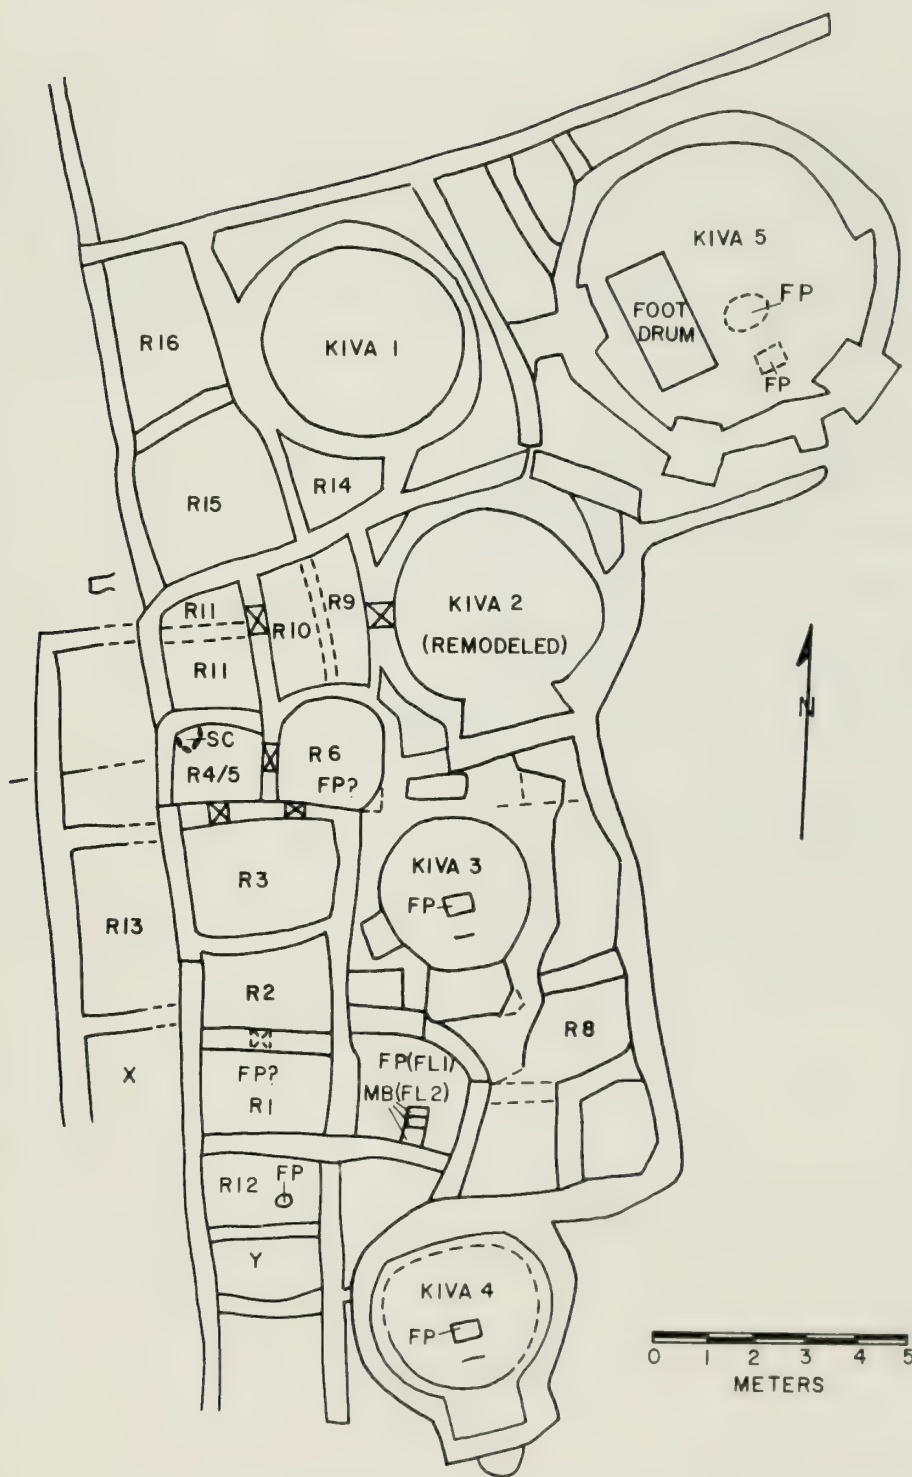 KIVA 5
FP
FOOT
DRUM
FP
R16
KIVA 1
R14
R15
KIVA 2
(REMODELED)
R11
R9
R10
R11
N
SC
R4/5
R6
FP?
KIVA 3
FP
R3
R13
R2
R8
X
FP?
R1
FP(FL1)
MB(FL2)
R12
FP
Y
KIVA 4
FP
0 1 2 3 4 5
METERS